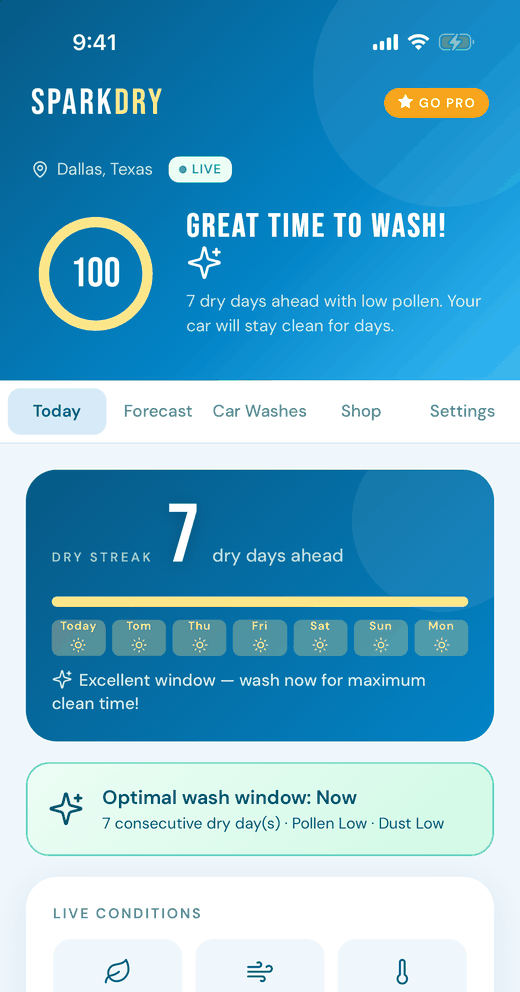 9:41
SPARKDRY
GO PRO
Dallas, Texas
LIVE
100
GREAT TIME TO WASH!
7 dry days ahead with low pollen. Your
car will stay clean for days.
Today Forecast Car Washes Shop Settings
DRY STREAK 7 dry days ahead
Today Tom Thu Fri Sat Sun Mon
Excellent window — wash now for maximum
clean time!
Optimal wash window: Now
7 consecutive dry day(s) · Pollen Low · Dust Low
LIVE CONDITIONS